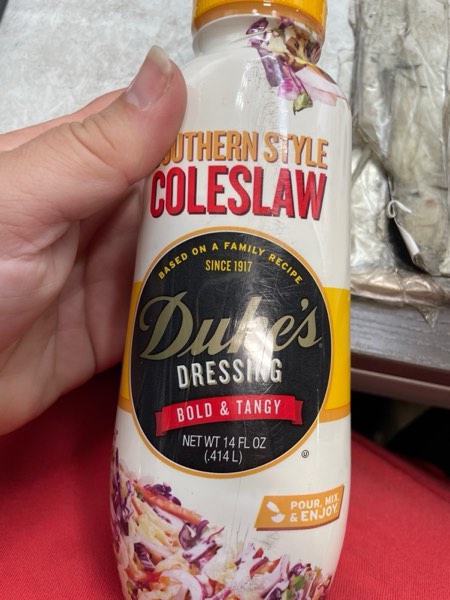 SOUTHERN STYLE
COLESLAW
BASED ON A FAMILY RECIPE
SINCE 1917
Duke's
DRESSING
BOLD & TANGY
NET WT 14 FL OZ
(.414 L)
U
POUR, MIX,
& ENJOY